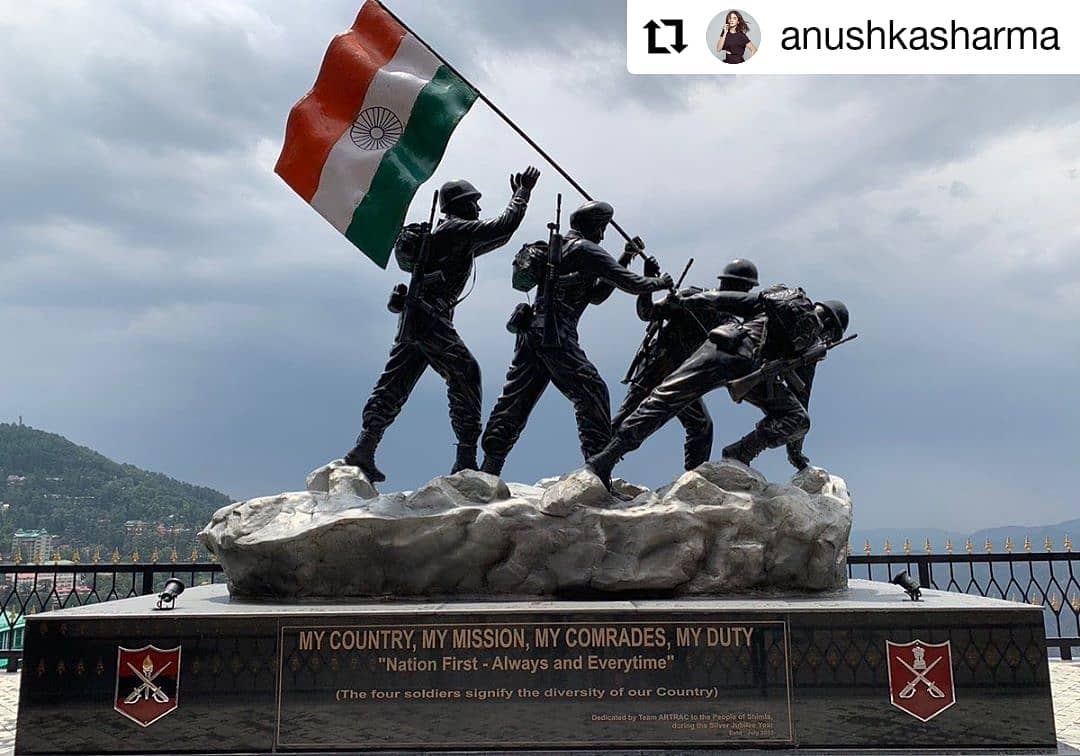 anushkasharma
MY COUNTRY, MY MISSION, MY COMRADES, MY DUTY
"Nation First - Always and Everytime"
(The four soldiers signify the diversity of our Country)
Dedicated by Team ARTRAC to the People of Shimla,
during the Silver Jubilee Year